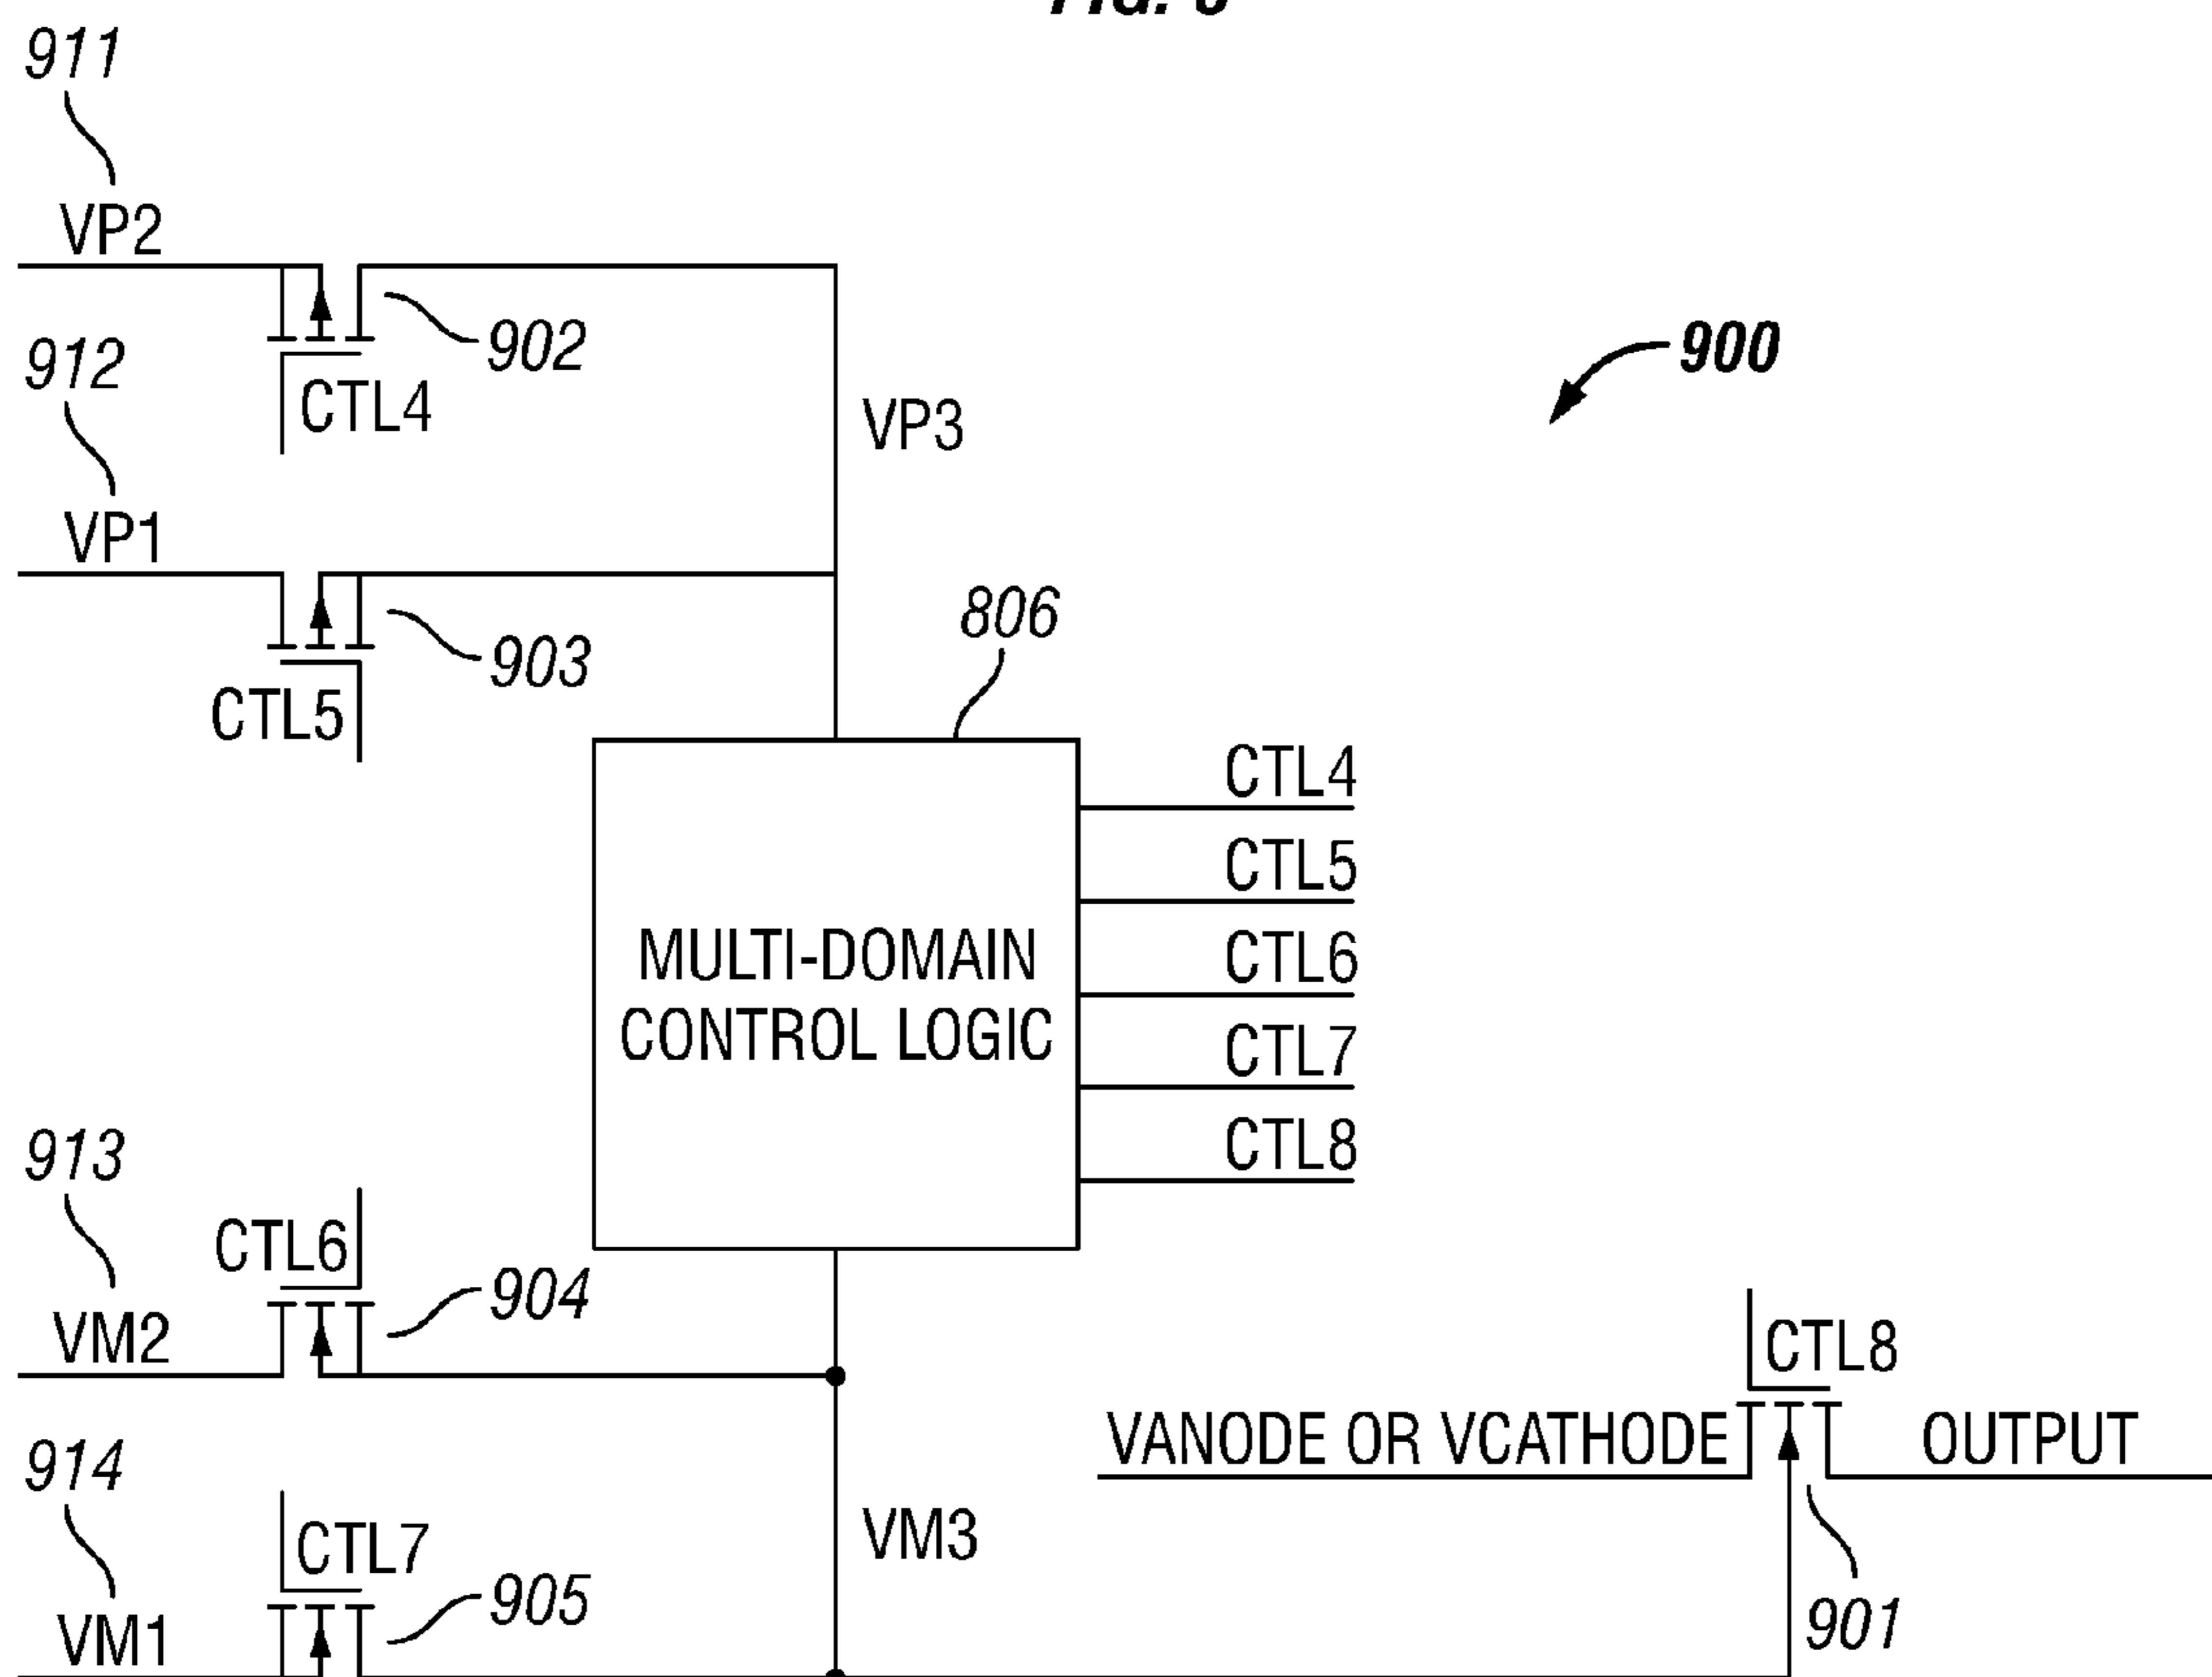 911
VP2
902
912
CTL4
900
VP3
VP1
903
806
CTL5
CTL4
CTL5
CTL6
CTL7
CTL8
MULTI-DOMAIN
CONTROL LOGIC
913
CTL6
904
VM2
CTL8
VANODE OR VCATHODE
OUTPUT
914
CTL7
VM3
905
901
VM1